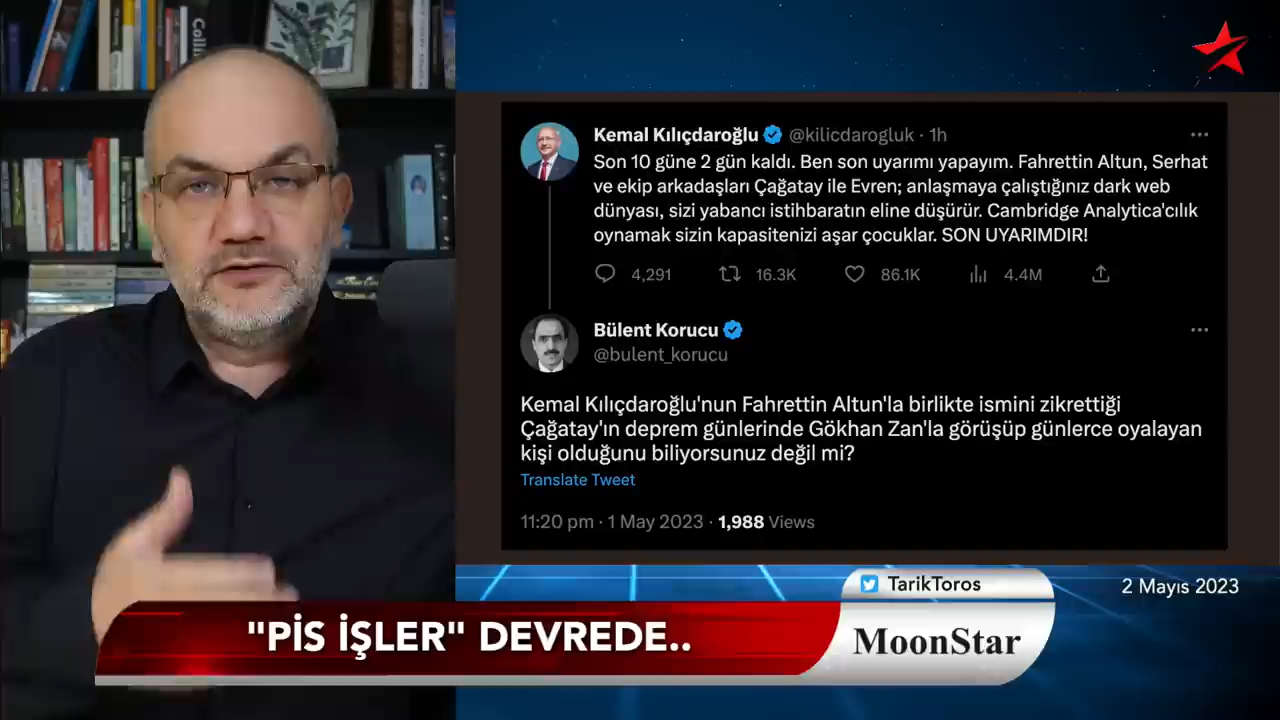 Colli
Kemal Kılıçdaroğlu @kilicdarogluk · 1h
Son 10 güne 2 gün kaldı. Ben son uyarımı yapayım. Fahrettin Altun, Serhat
ve ekip arkadaşları Çağatay ile Evren; anlaşmaya çalıştığınız dark web
dünyası, sizi yabancı istihbaratın eline düşürür. Cambridge Analytica'cılık
oynamak sizin kapasitenizi aşar çocuklar. SON UYARIMDIR!
4,291 16.3K 86.1K 4.4M
Bülent Korucu
@bulent_korucu
Kemal Kılıçdaroğlu'nun Fahrettin Altun'la birlikte ismini zikrettiği
Çağatay'ın deprem günlerinde Gökhan Zan'la görüşüp günlerce oyalayan
kişi olduğunu biliyorsunuz değil mi?
Translate Tweet
11:20 pm · 1 May 2023 · 1,988 Views
TarikToros
2 Mayıs 2023
"PİS İŞLER" DEVREDE..
MoonStar